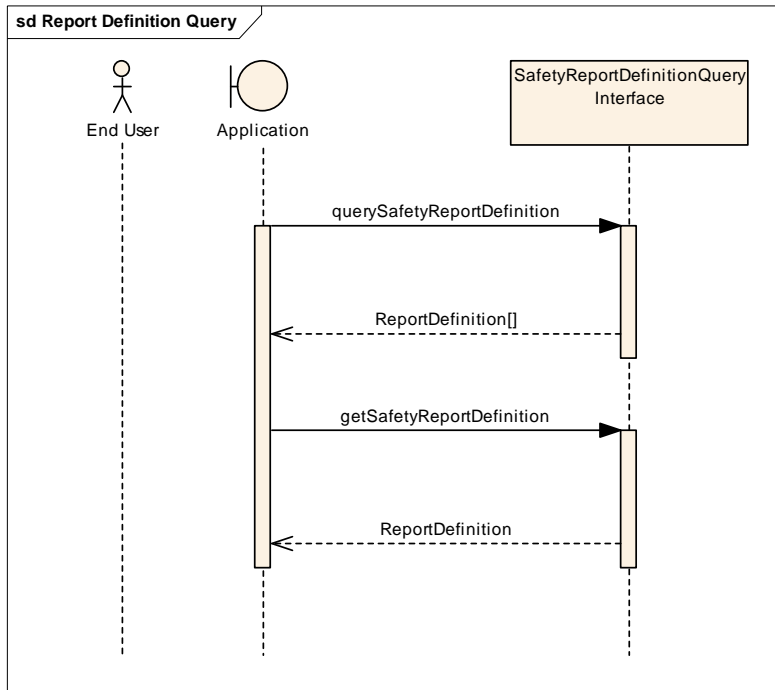 sd Report Definition Query
SafetyReportDefinitionQuery
Interface
End User
Application
querySafetyReportDefinition
ReportDefinition[]
getSafetyReportDefinition
ReportDefinition